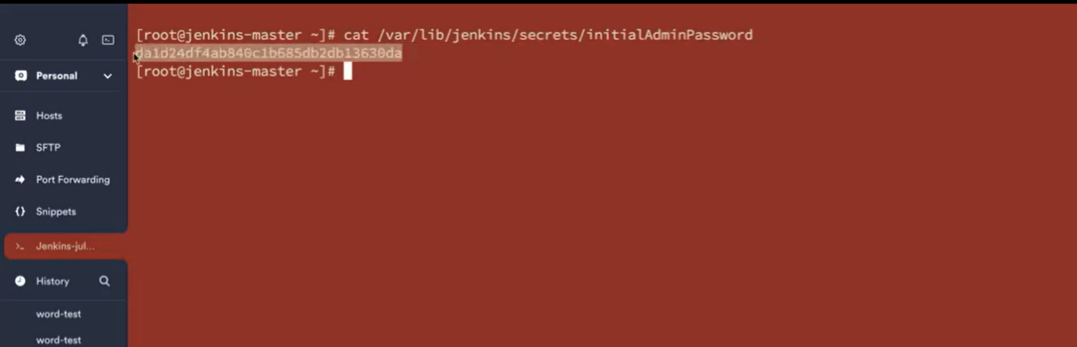 [root@jenkins-master ~]# cat /var/lib/jenkins/secrets/initialAdminPassword
da1d24df4ab840c1b685db2db13630da
[root@jenkins-master ~]#
Personal
Hosts
SFTP
Port Forwarding
{} Snippets
>_ Jenkins-jul...
History
word-test
word-test